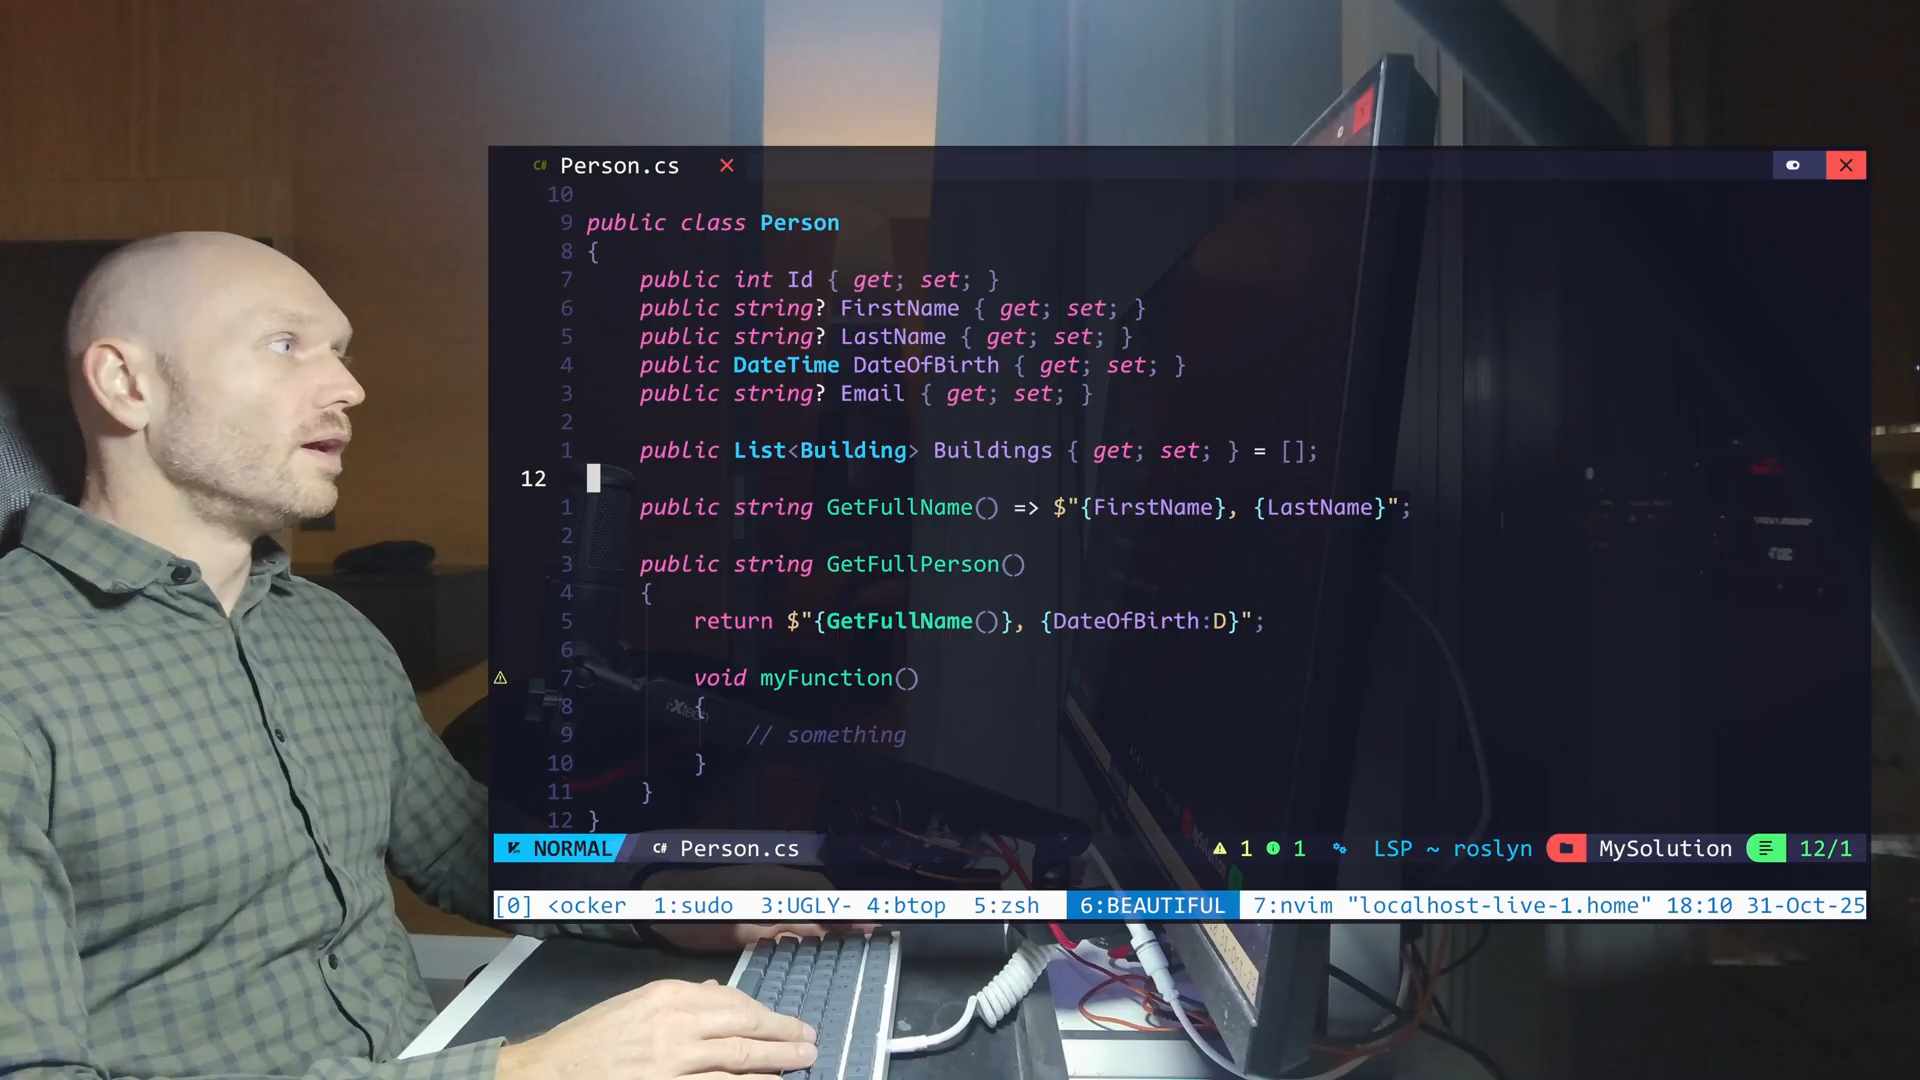 C# Person.cs ×
10
9 public class Person
8 {
7 public int Id { get; set; }
6 public string? FirstName { get; set; }
5 public string? LastName { get; set; }
4 public DateTime DateOfBirth { get; set; }
3 public string? Email { get; set; }
2
1 public List<Building> Buildings { get; set; } = [];
12
1 public string GetFullName() => $"{FirstName}, {LastName}";
2
3 public string GetFullPerson()
4 {
5 return $"{GetFullName()}, {DateOfBirth:D}";
6
7 void myFunction()
8 {
9 // something
10 }
11 }
12 }
NORMAL C# Person.cs 1 1 LSP ~ roslyn MySolution 12/1
[0] <ocker 1:sudo 3:UGLY- 4:btop 5:zsh 6:BEAUTIFUL 7:nvim "localhost-live-1.home" 18:10 31-Oct-25